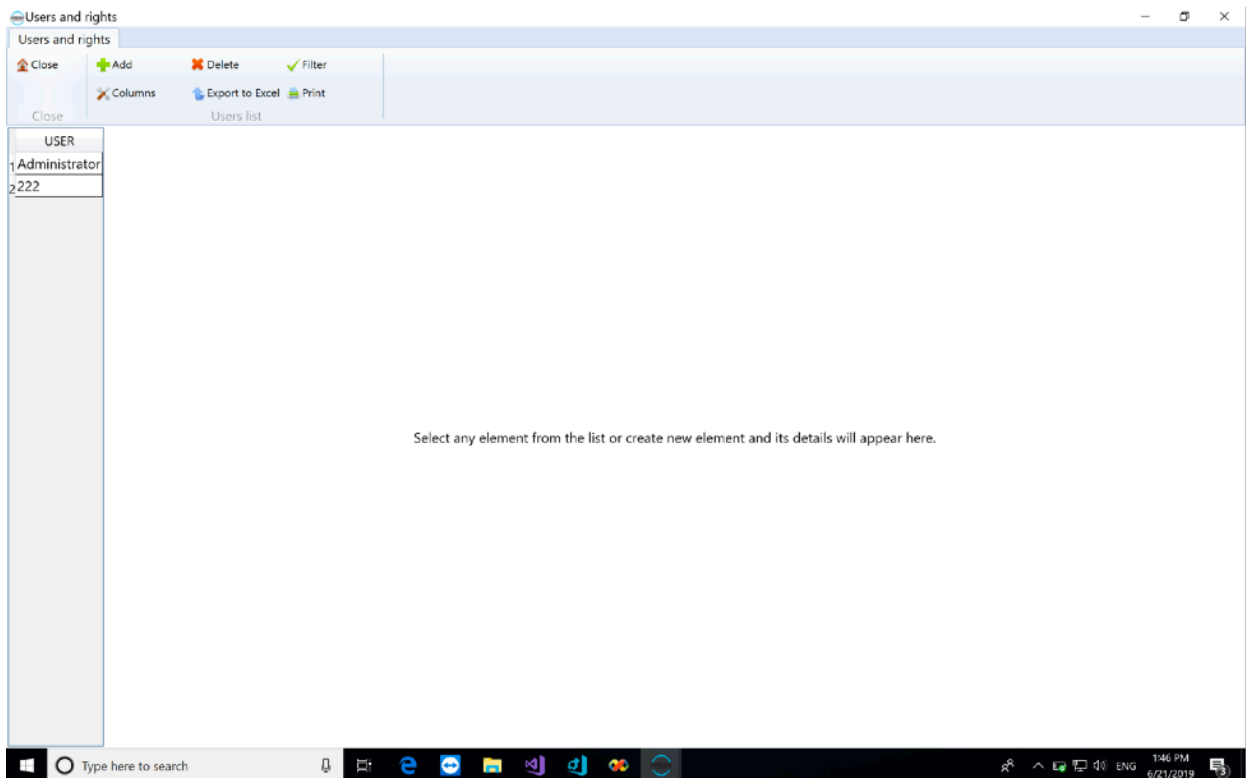 Users and rights
Users and rights
Close Add Delete Filter
Columns Export to Excel Print
Close Users list
USER
1 Administrator
2 222
Select any element from the list or create new element and its details will appear here.
Type here to search
ENG 1:46 PM
6/21/2019
3